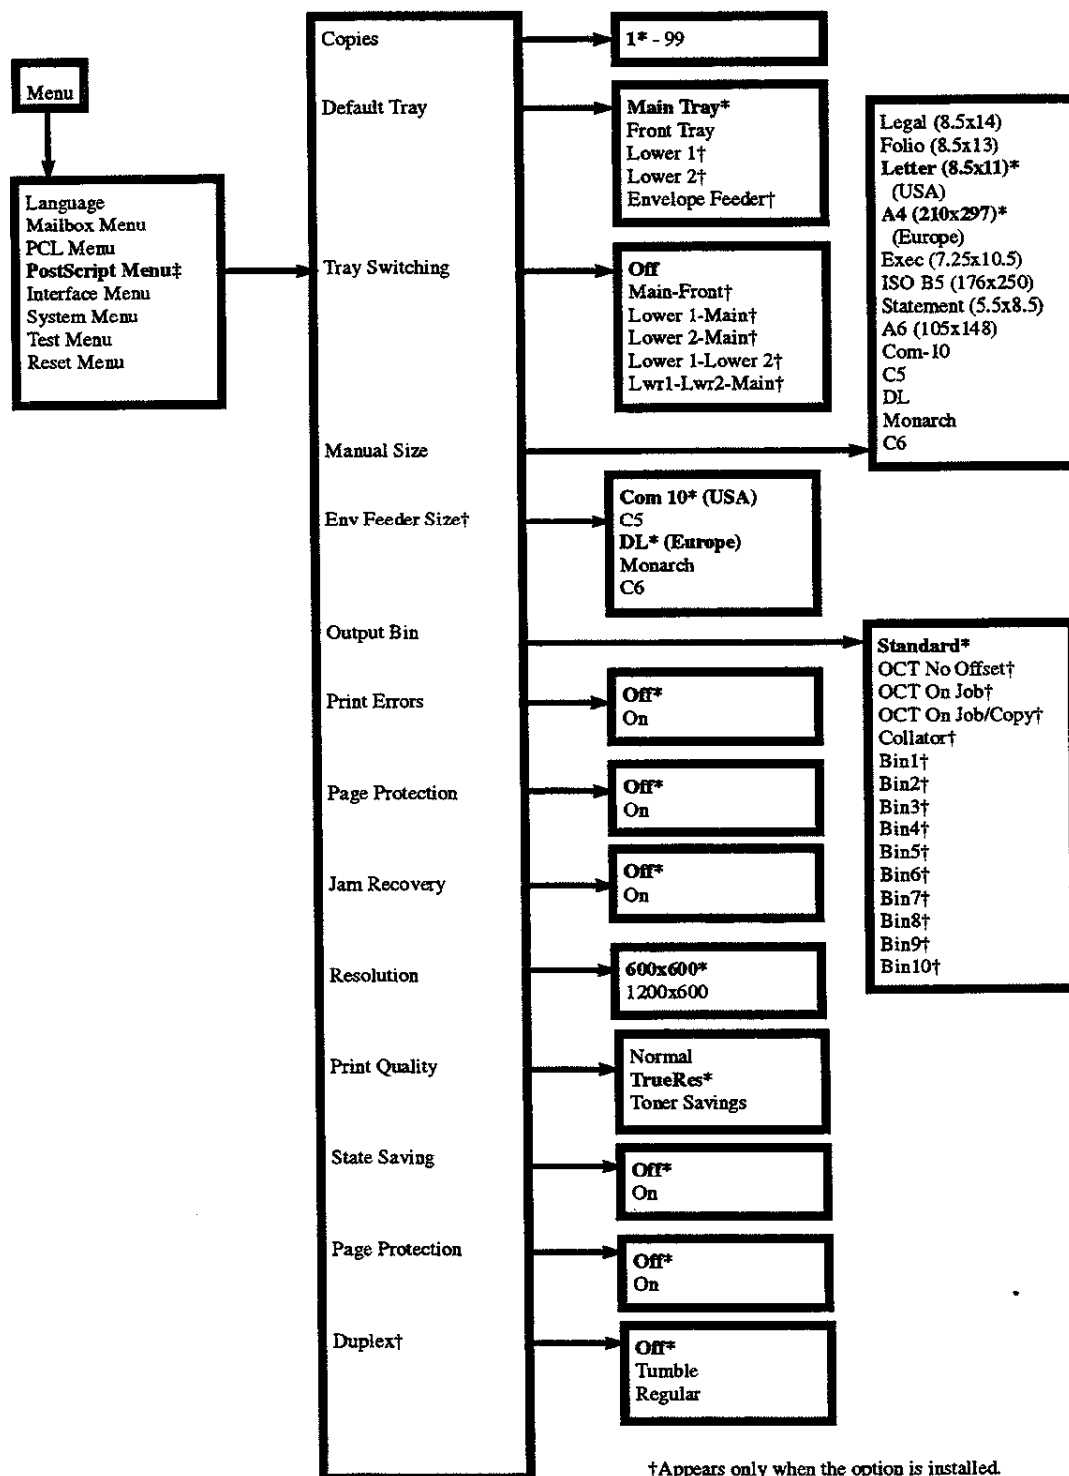 Menu
Language
Mailbox Menu
PCL Menu
PostScript Menu‡
Interface Menu
System Menu
Test Menu
Reset Menu
Copies
1* - 99
Default Tray
Main Tray*
Front Tray
Lower 1†
Lower 2†
Envelope Feeder†
Tray Switching
Off
Main-Front†
Lower 1-Main†
Lower 2-Main†
Lower 1-Lower 2†
Lwr1-Lwr2-Main†
Manual Size
Legal (8.5x14)
Folio (8.5x13)
Letter (8.5x11)*
(USA)
A4 (210x297)*
(Europe)
Exec (7.25x10.5)
ISO B5 (176x250)
Statement (5.5x8.5)
A6 (105x148)
Com-10
C5
DL
Monarch
C6
Env Feeder Size†
Com 10* (USA)
C5
DL* (Europe)
Monarch
C6
Output Bin
Standard*
OCT No Offset†
OCT On Job†
OCT On Job/Copy†
Collator†
Bin1†
Bin2†
Bin3†
Bin4†
Bin5†
Bin6†
Bin7†
Bin8†
Bin9†
Bin10†
Print Errors
Off*
On
Page Protection
Off*
On
Jam Recovery
Off*
On
Resolution
600x600*
1200x600
Print Quality
Normal
TrueRes*
Toner Savings
State Saving
Off*
On
Page Protection
Off*
On
Duplex†
Off*
Tumble
Regular
†Appears only when the option is installed.